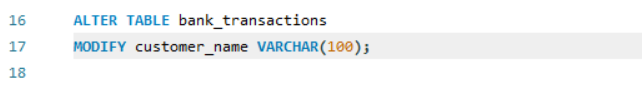 16 ALTER TABLE bank_transactions
17 MODIFY customer_name VARCHAR(100);
18